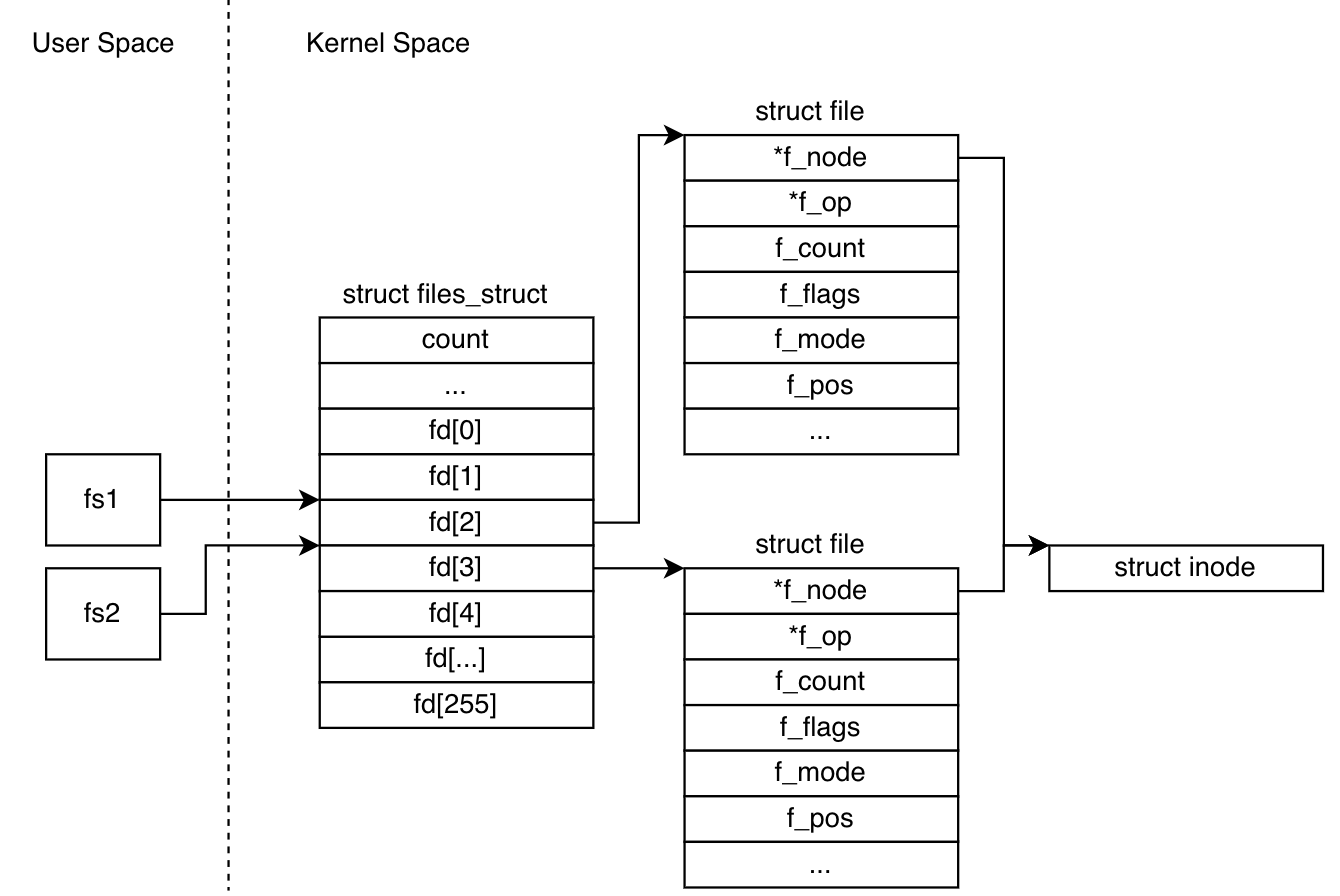 User Space
Kernel Space
struct file
*f_node
*f_op
f_count
f_flags
f_mode
f_pos
...
struct files_struct
count
...
fd[0]
fd[1]
fd[2]
fd[3]
fd[4]
fd[...]
fd[255]
fs1
fs2
struct file
*f_node
*f_op
f_count
f_flags
f_mode
f_pos
...
struct inode